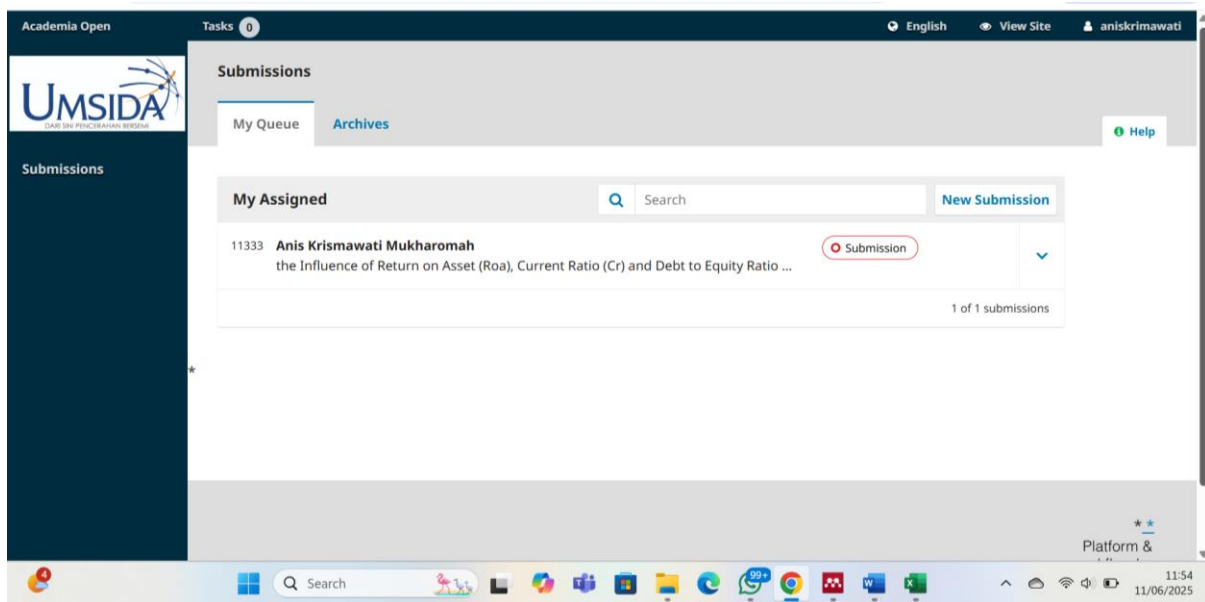 Academia Open
Tasks 0
English
View Site
aniskrimawati
UMSIDA
DARI SINI PENCERAHAN BERSEMI
Submissions
Submissions
My Queue
Archives
Help
My Assigned
Search
New Submission
11333 Anis Krismawati Mukharomah
the Influence of Return on Asset (Roa), Current Ratio (Cr) and Debt to Equity Ratio ...
Submission
1 of 1 submissions
*
* *
Platform &
4
Search
99+
W
X
11:54
11/06/2025